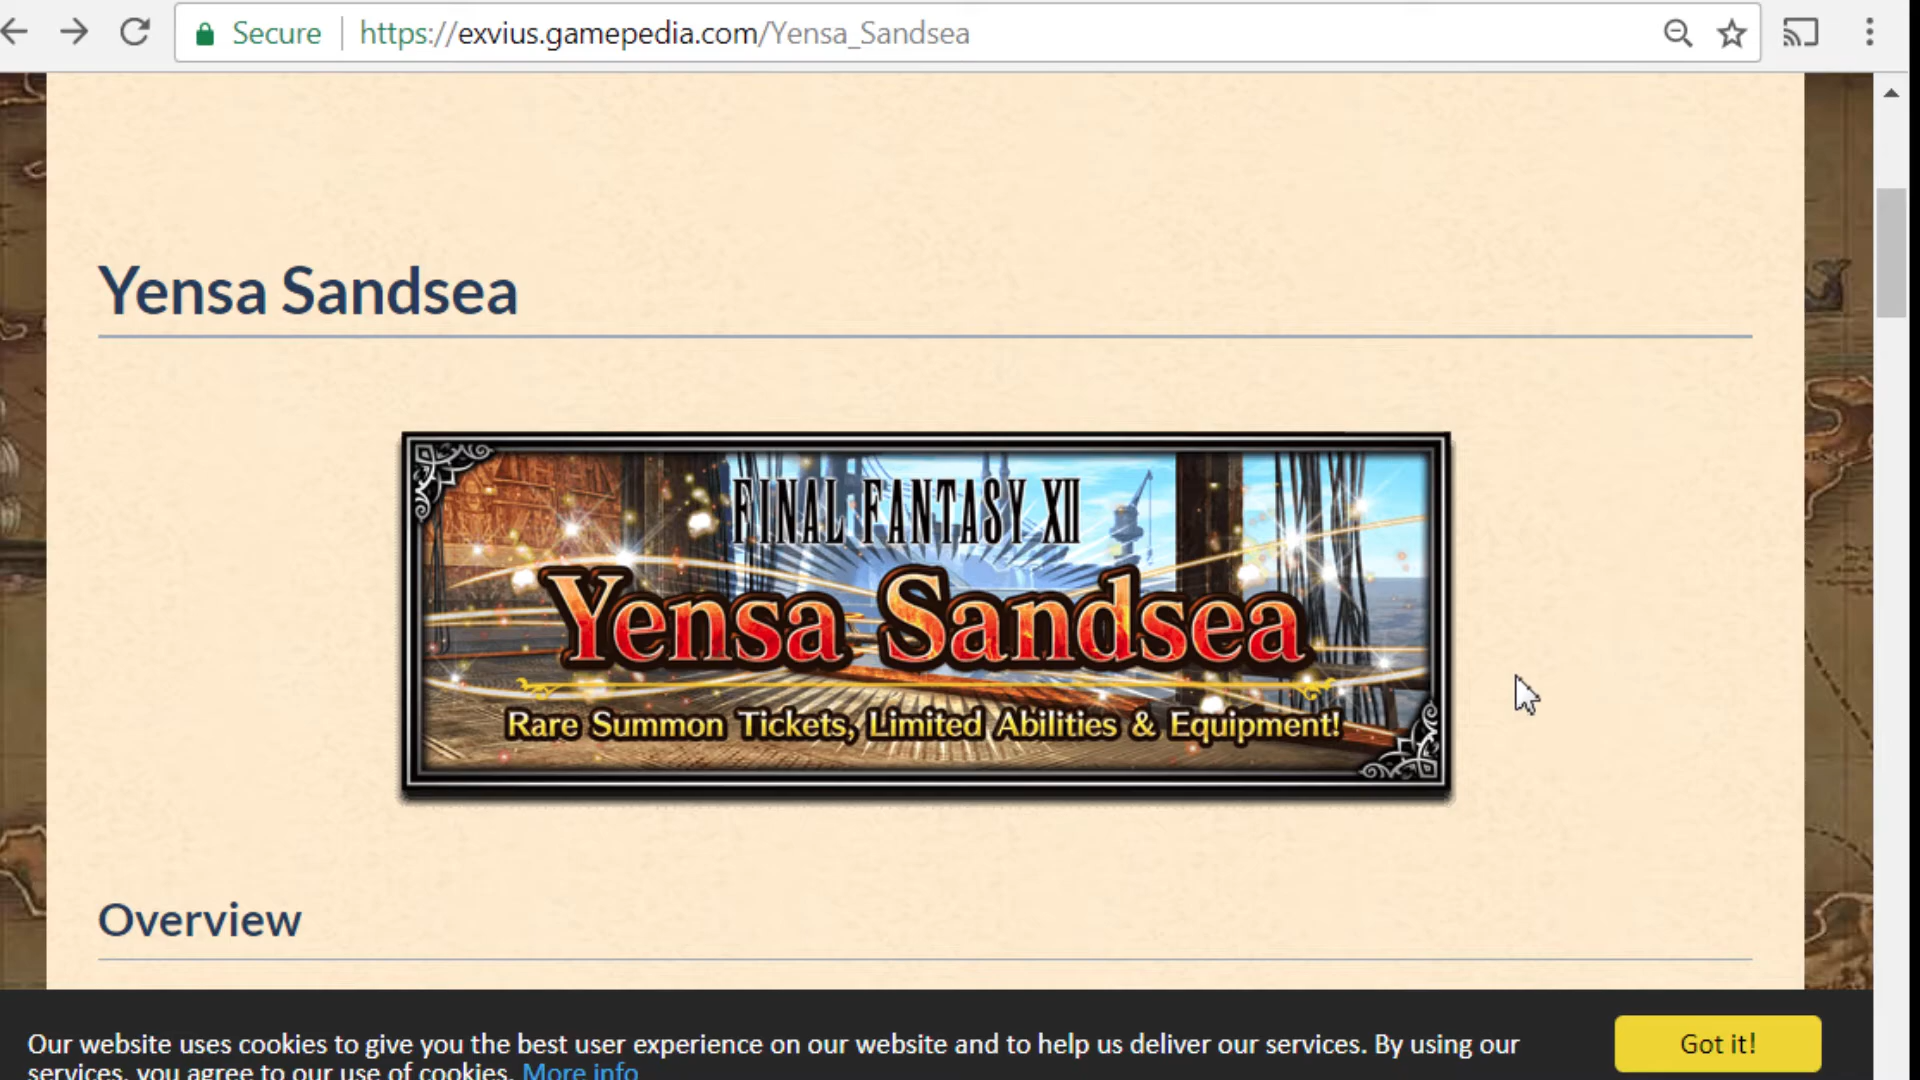 Secure https://exvius.gamepedia.com/Yensa_Sandsea
Yensa Sandsea
FINAL FANTASY XII
Yensa Sandsea
Rare Summon Tickets, Limited Abilities & Equipment!
Overview
Our website uses cookies to give you the best user experience on our website and to help us deliver our services. By using our
services, you agree to our use of cookies. More info
Got it!